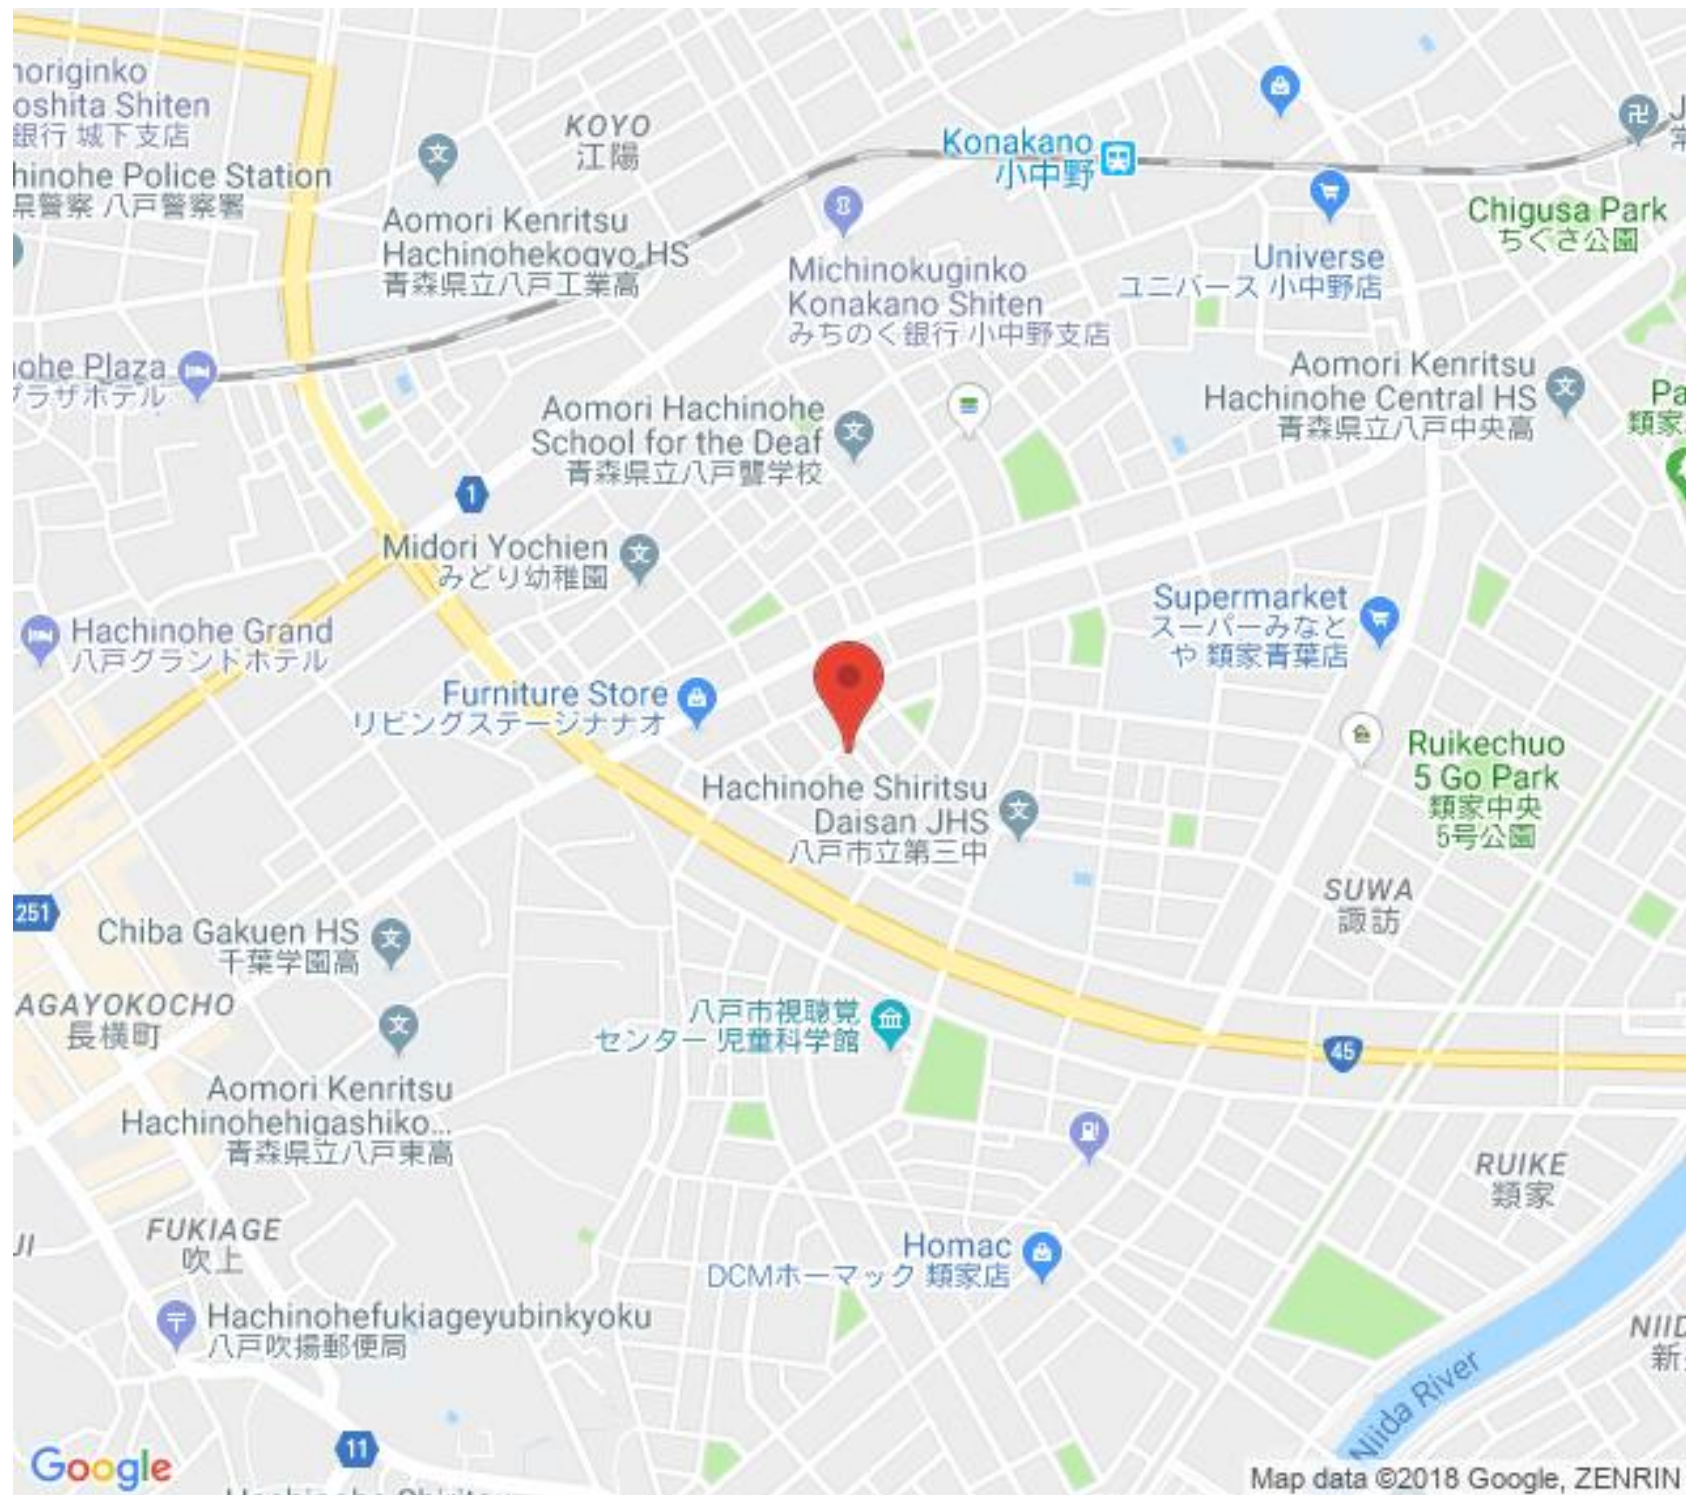 noriginko
oshita Shiten
銀行 城下支店
KOYO
江陽
Konakano
小中野
hinohe Police Station
県警察 八戸警察署
Aomori Kenritsu
Hachinohekogyo HS
青森県立八戸工業高
Chigusa Park
ちぐさ公園
Universe
ユニバース 小中野店
Michinokuginko
Konakano Shiten
みちのく銀行 小中野支店
ohe Plaza
プラザホテル
Aomori Kenritsu
Hachinohe Central HS
青森県立八戸中央高
Pa
類家
Aomori Hachinohe
School for the Deaf
青森県立八戸聾学校
1
Midori Yochien
みどり幼稚園
Supermarket
スーパーみなと
や 類家青葉店
Hachinohe Grand
八戸グランドホテル
Furniture Store
リビングステージナナオ
Ruikechuo
5 Go Park
類家中央
5号公園
Hachinohe Shiritsu
Daisan JHS
八戸市立第三中
SUWA
諏訪
251
Chiba Gakuen HS
千葉学園高
AGAYOKOCHO
長横町
八戸市視聴覚
センター 児童科学館
45
Aomori Kenritsu
Hachinohehigashiko...
青森県立八戸東高
RUIKE
類家
FUKIAGE
吹上
JI
Homac
DCMホーマック 類家店
Hachinohefukiageyubinkyoku
八戸吹揚郵便局
NIID
新
Niida River
11
Google
Map data ©2018 Google, ZENRIN